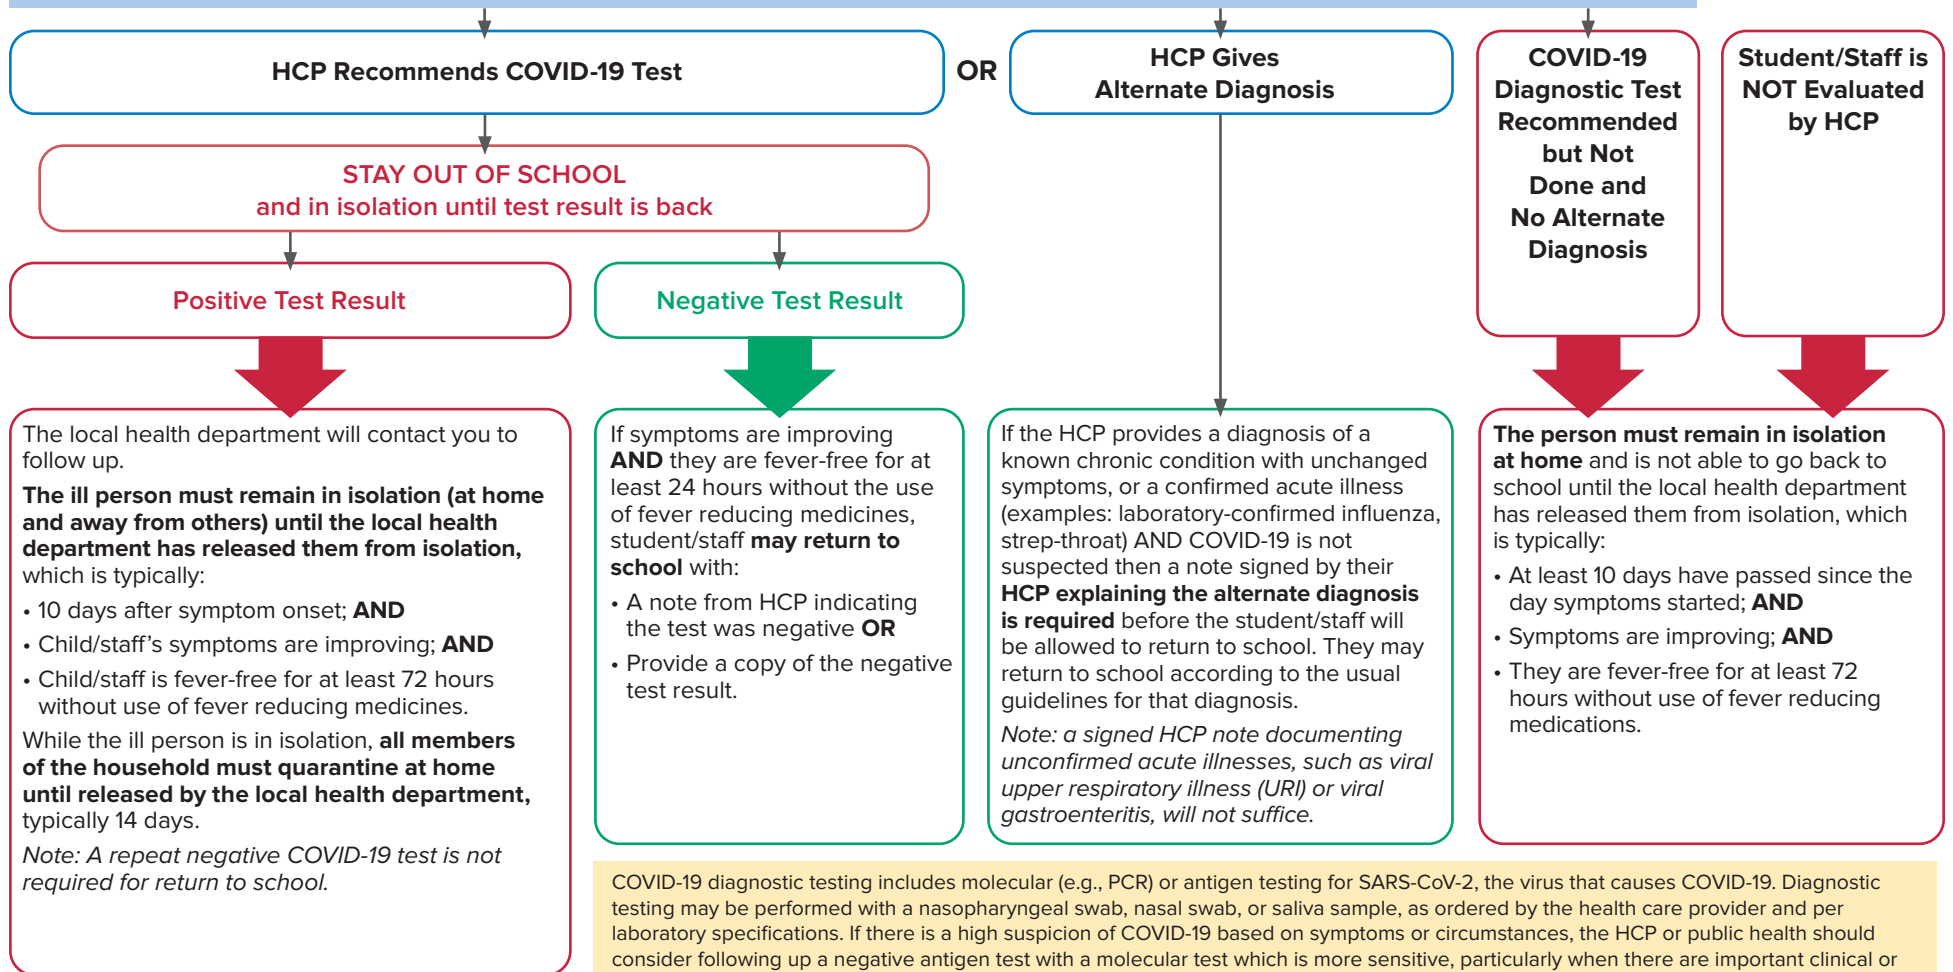 HCP Recommends COVID-19 Test
OR
HCP Gives
Alternate Diagnosis
COVID-19
Diagnostic Test
Recommended
but Not
Done and
No Alternate
Diagnosis
Student/Staff is
NOT Evaluated
by HCP
STAY OUT OF SCHOOL
and in isolation until test result is back
Positive Test Result
Negative Test Result
The local health department will contact you to
follow up.
The ill person must remain in isolation (at home
and away from others) until the local health
department has released them from isolation,
which is typically:
• 10 days after symptom onset; AND
• Child/staff's symptoms are improving; AND
• Child/staff is fever-free for at least 72 hours
without use of fever reducing medicines.
While the ill person is in isolation, all members
of the household must quarantine at home
until released by the local health department,
typically 14 days.
Note: A repeat negative COVID-19 test is not
required for return to school.
If symptoms are improving
AND they are fever-free for at
least 24 hours without the use
of fever reducing medicines,
student/staff may return to
school with:
• A note from HCP indicating
the test was negative OR
• Provide a copy of the negative
test result.
If the HCP provides a diagnosis of a
known chronic condition with unchanged
symptoms, or a confirmed acute illness
(examples: laboratory-confirmed influenza,
strep-throat) AND COVID-19 is not
suspected then a note signed by their
HCP explaining the alternate diagnosis
is required before the student/staff will
be allowed to return to school. They may
return to school according to the usual
guidelines for that diagnosis.
Note: a signed HCP note documenting
unconfirmed acute illnesses, such as viral
upper respiratory illness (URI) or viral
gastroenteritis, will not suffice.
The person must remain in isolation
at home and is not able to go back to
school until the local health department
has released them from isolation, which
is typically:
• At least 10 days have passed since the
day symptoms started; AND
• Symptoms are improving; AND
• They are fever-free for at least 72
hours without use of fever reducing
medications.
COVID-19 diagnostic testing includes molecular (e.g., PCR) or antigen testing for SARS-CoV-2, the virus that causes COVID-19. Diagnostic
testing may be performed with a nasopharyngeal swab, nasal swab, or saliva sample, as ordered by the health care provider and per
laboratory specifications. If there is a high suspicion of COVID-19 based on symptoms or circumstances, the HCP or public health should
consider following up a negative antigen test with a molecular test which is more sensitive, particularly when there are important clinical or